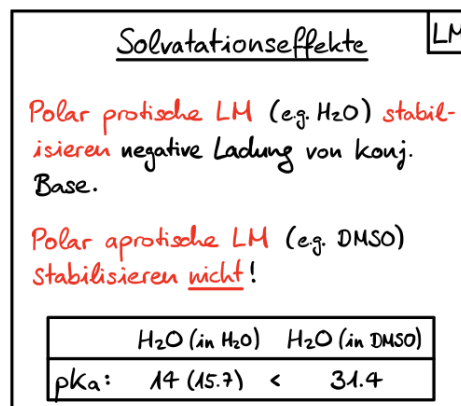 Solvatationseffekte
LM
Polar protische LM (e.g. H₂O) stabil-
isieren negative Ladung von konj.
Base.
Polar aprotische LM (e.g. DMSO)
stabilisieren nicht!
H₂O (in H₂O) H₂O (in DMSO)
pKa: 14 (15.7) < 31.4